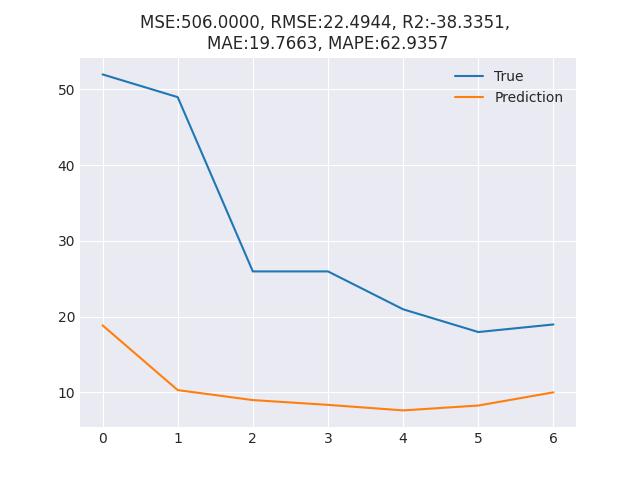 MSE:506.0000, RMSE:22.4944, R2:-38.3351,
MAE:19.7663, MAPE:62.9357
True
Prediction
50
40
30
20
10
0 1 2 3 4 5 6